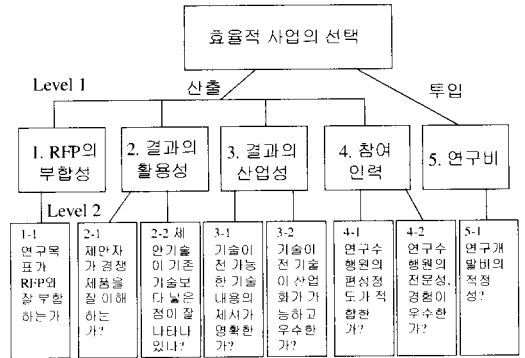 효율적 사업의 선택
Level 1
산출
투입
1. RFP의
부합성
2. 결과의
활용성
3. 결과의
산업성
4. 참여
인력
5. 연구비
Level 2
1-1
연구목
표가
RFP와
잘 부합
하는가
2-1
제안자
가 경쟁
제품을
잘 이해
하는
가?
2-2 제
안기술
이 기존
기술보
다 낳은
점이 잘
나타나
있나?
3-1
기술이
전 가능
한 기술
내용의
제시가
명확한
가?
3-2
기술이
전 기술
이 산업
화가 가
능하고
우수한
가?
4-1
연구수
행원의
편성정
도가 적
합한
가?
4-2
연구수
행원의
전문성,
경험이
우수한
가?
5-1
연구개
발비의
적정
성?